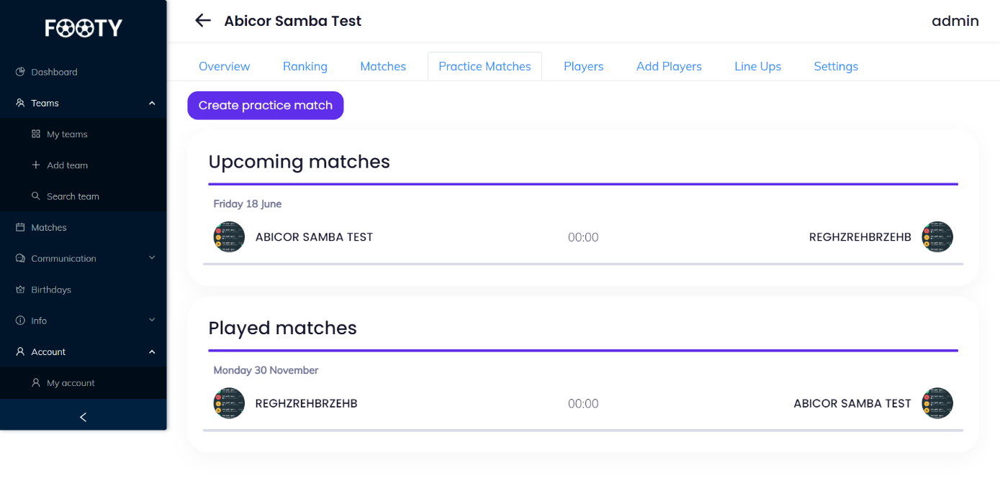 FOOTY
Dashboard
Teams
My teams
Add team
Search team
Matches
Communication
Birthdays
Info
Account
My account
Abicor Samba Test
admin
Overview
Ranking
Matches
Practice Matches
Players
Add Players
Line Ups
Settings
Create practice match
Upcoming matches
Friday 18 June
ABICOR SAMBA TEST
00:00
REGHZREHBRZEHB
Played matches
Monday 30 November
REGHZREHBRZEHB
00:00
ABICOR SAMBA TEST